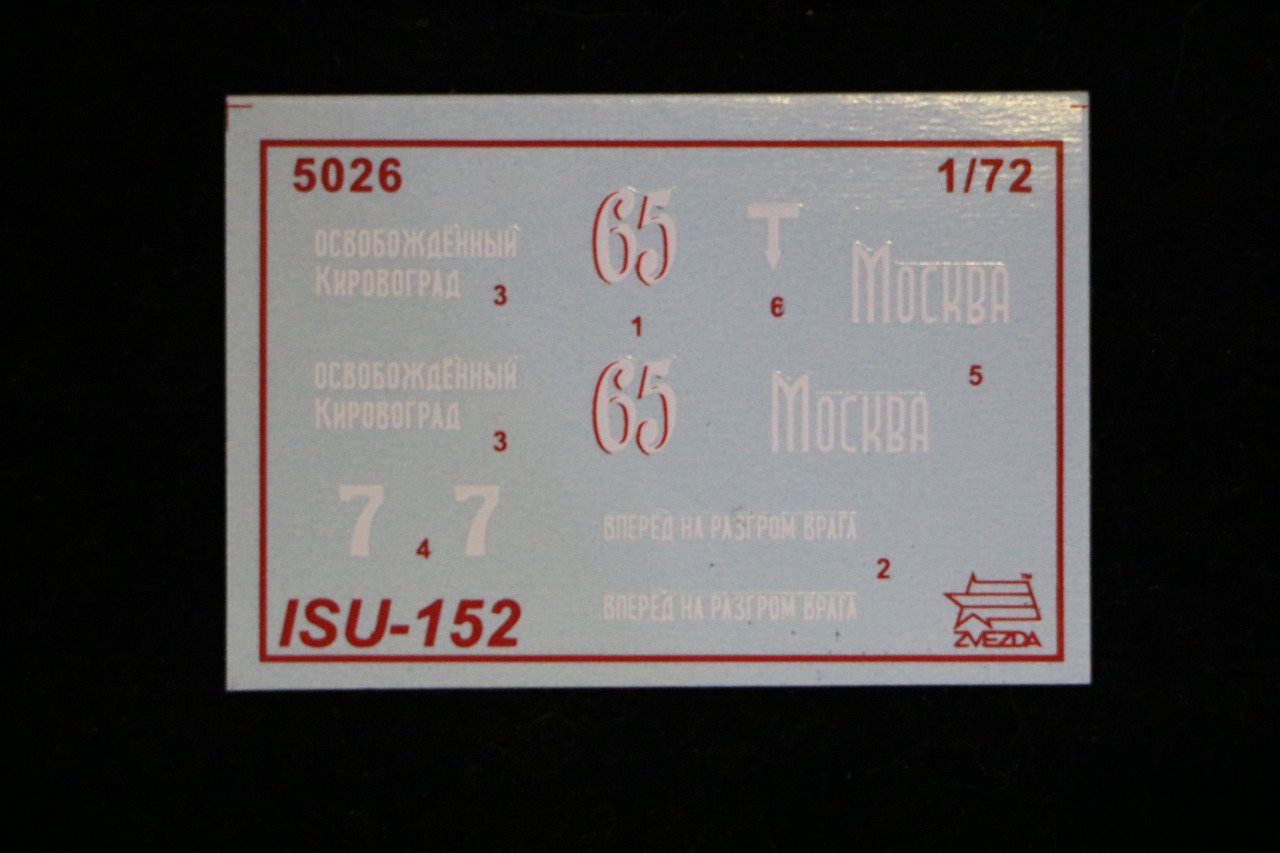 5026
1/72
ОСВОБОЖДЁННЫЙ
КИРОВОГРАД
3
65
1
Т
6
МОСКВА
5
ОСВОБОЖДЁННЫЙ
КИРОВОГРАД
3
65
МОСКВА
7 4 7
ВПЕРЁД НА РАЗГРОМ ВРАГА
2
ВПЕРЁД НА РАЗГРОМ ВРАГА
ISU-152
TM
ZVEZDA